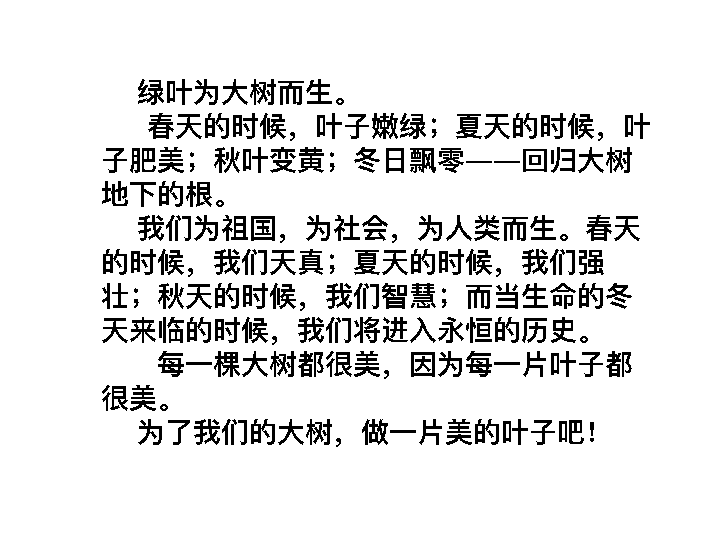 绿叶为大树而生。
春天的时候，叶子嫩绿；夏天的时候，叶
子肥美；秋叶变黄；冬日飘零——回归大树
地下的根。
我们为祖国，为社会，为人类而生。春天
的时候，我们天真；夏天的时候，我们强
壮；秋天的时候，我们智慧；而当生命的冬
天来临的时候，我们将进入永恒的历史。
每一棵大树都很美，因为每一片叶子都
很美。
为了我们的大树，做一片美的叶子吧！